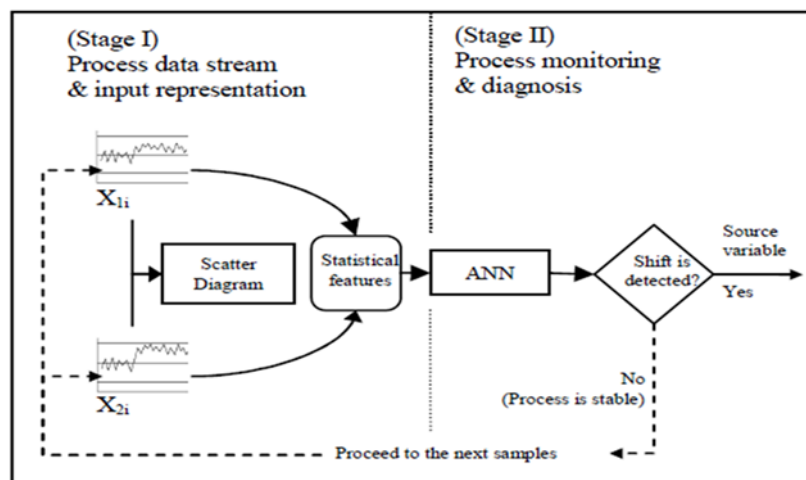 (Stage I)
Process data stream
& input representation
(Stage II)
Process monitoring
& diagnosis
X1i
Scatter
Diagram
Statistical
features
ANN
Shift is
detected?
Source
variable
Yes
X2i
No
(Process is stable)
Proceed to the next samples